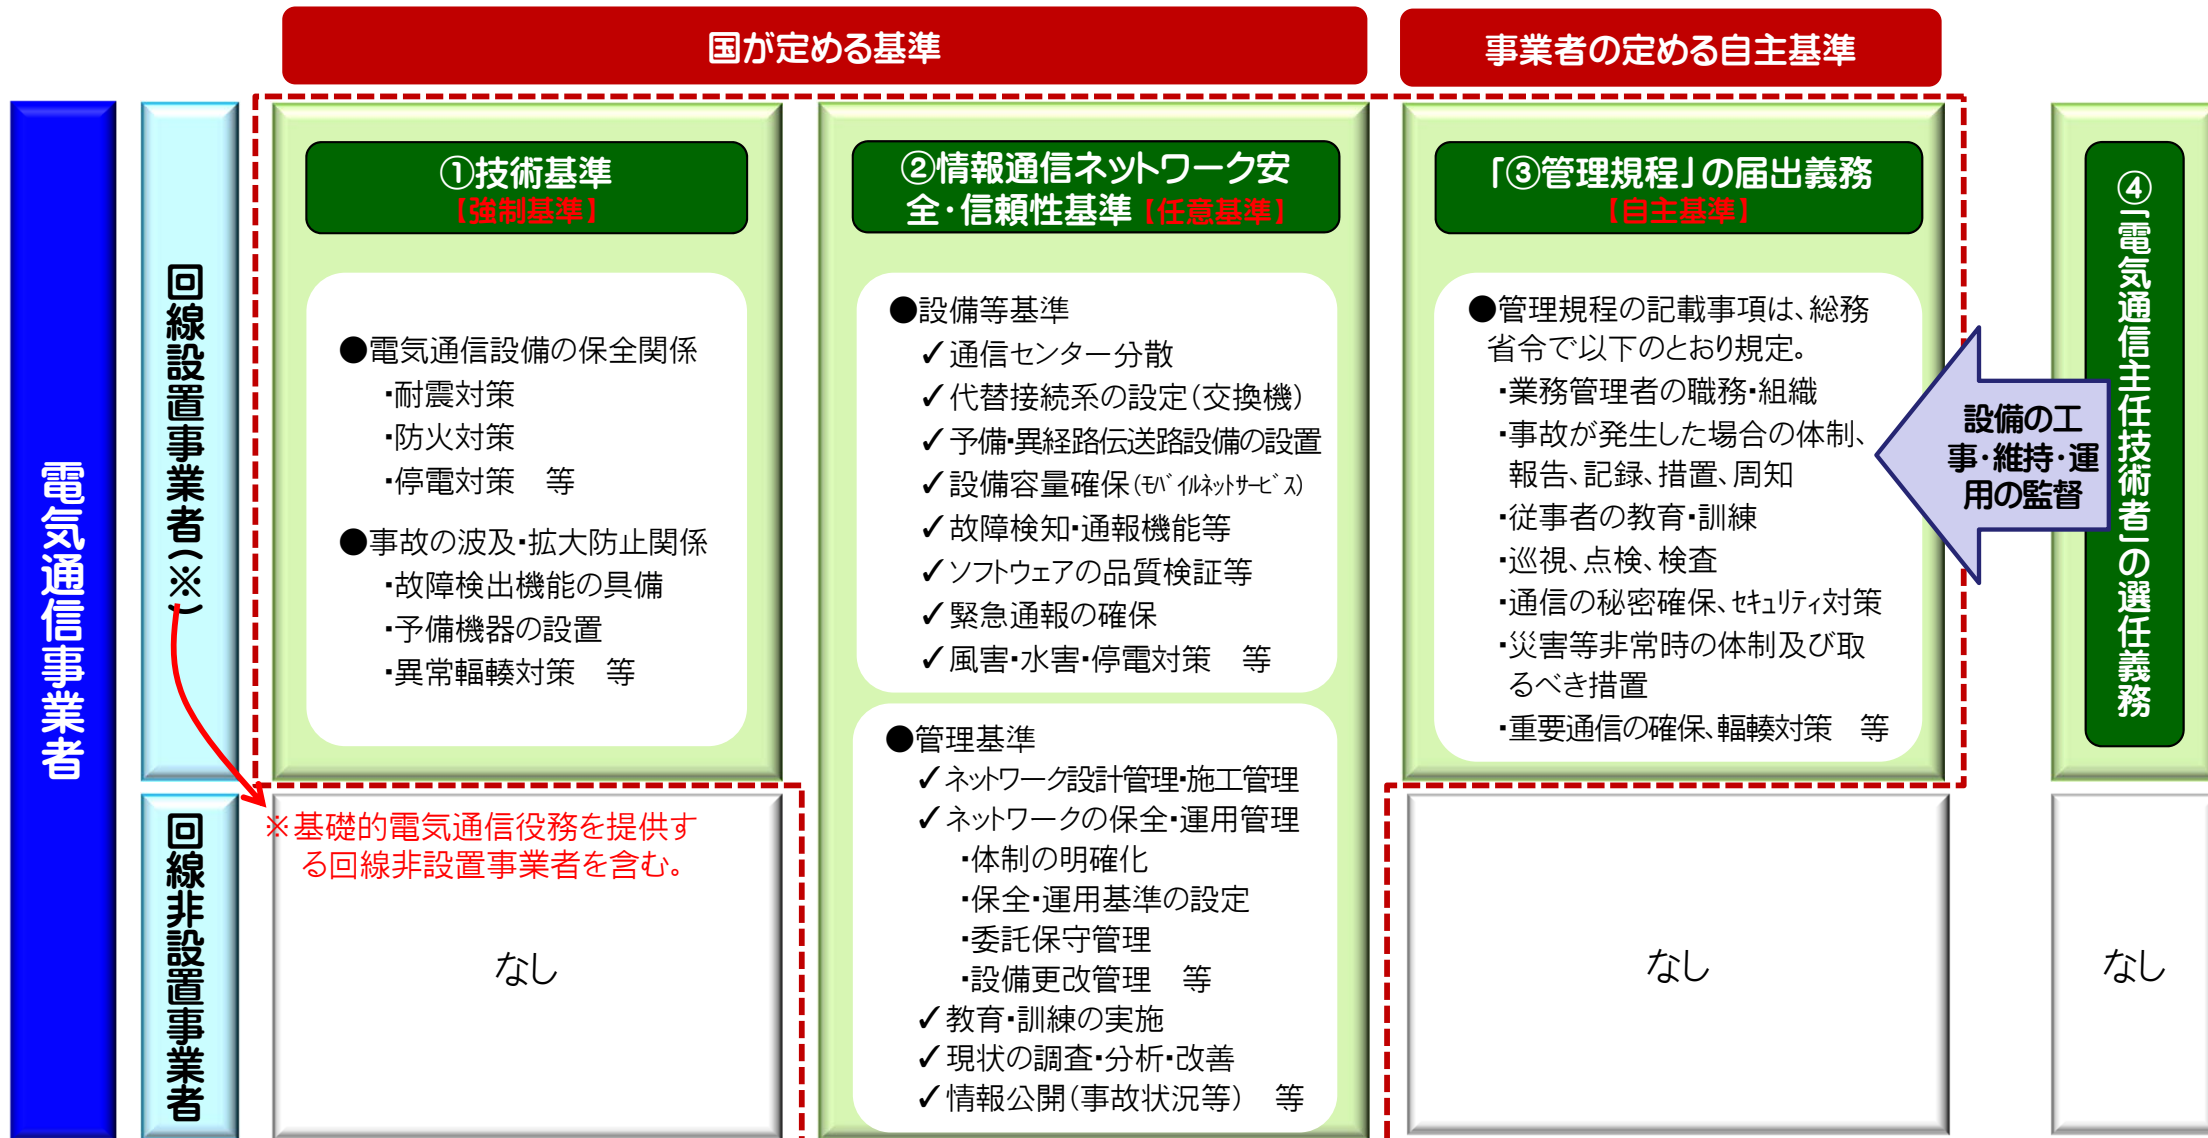 国が定める基準
事業者の定める自主基準
電気通信事業者
回線設置事業者(※)
①技術基準
【強制基準】
●電気通信設備の保全関係
・耐震対策
・防火対策
・停電対策　等
●事故の波及・拡大防止関係
・故障検出機能の具備
・予備機器の設置
・異常輻輳対策　等
②情報通信ネットワーク安
全・信頼性基準【任意基準】
●設備等基準
✓通信センター分散
✓代替接続系の設定(交換機)
✓予備・異経路伝送路設備の設置
✓設備容量確保(ﾓﾊﾞｲﾙﾈｯﾄｻｰﾋﾞｽ)
✓故障検知・通報機能等
✓ソフトウェアの品質検証等
✓緊急通報の確保
✓風害・水害・停電対策　等
●管理基準
✓ネットワーク設計管理・施工管理
✓ネットワークの保全・運用管理
・体制の明確化
・保全・運用基準の設定
・委託保守管理
・設備更改管理　等
✓教育・訓練の実施
✓現状の調査・分析・改善
✓情報公開(事故状況等)　等
「③管理規程」の届出義務
【自主基準】
●管理規程の記載事項は、総務
省令で以下のとおり規定。
・業務管理者の職務・組織
・事故が発生した場合の体制、
報告、記録、措置、周知
・従事者の教育・訓練
・巡視、点検、検査
・通信の秘密確保、ｾｷｭﾘﾃｨ対策
・災害等非常時の体制及び取
るべき措置
・重要通信の確保、輻輳対策　等
設備の工
事・維持・運
用の監督
④「電気通信主任技術者」の選任義務
回線非設置事業者
※基礎的電気通信役務を提供す
る回線非設置事業者を含む。
なし
なし
なし